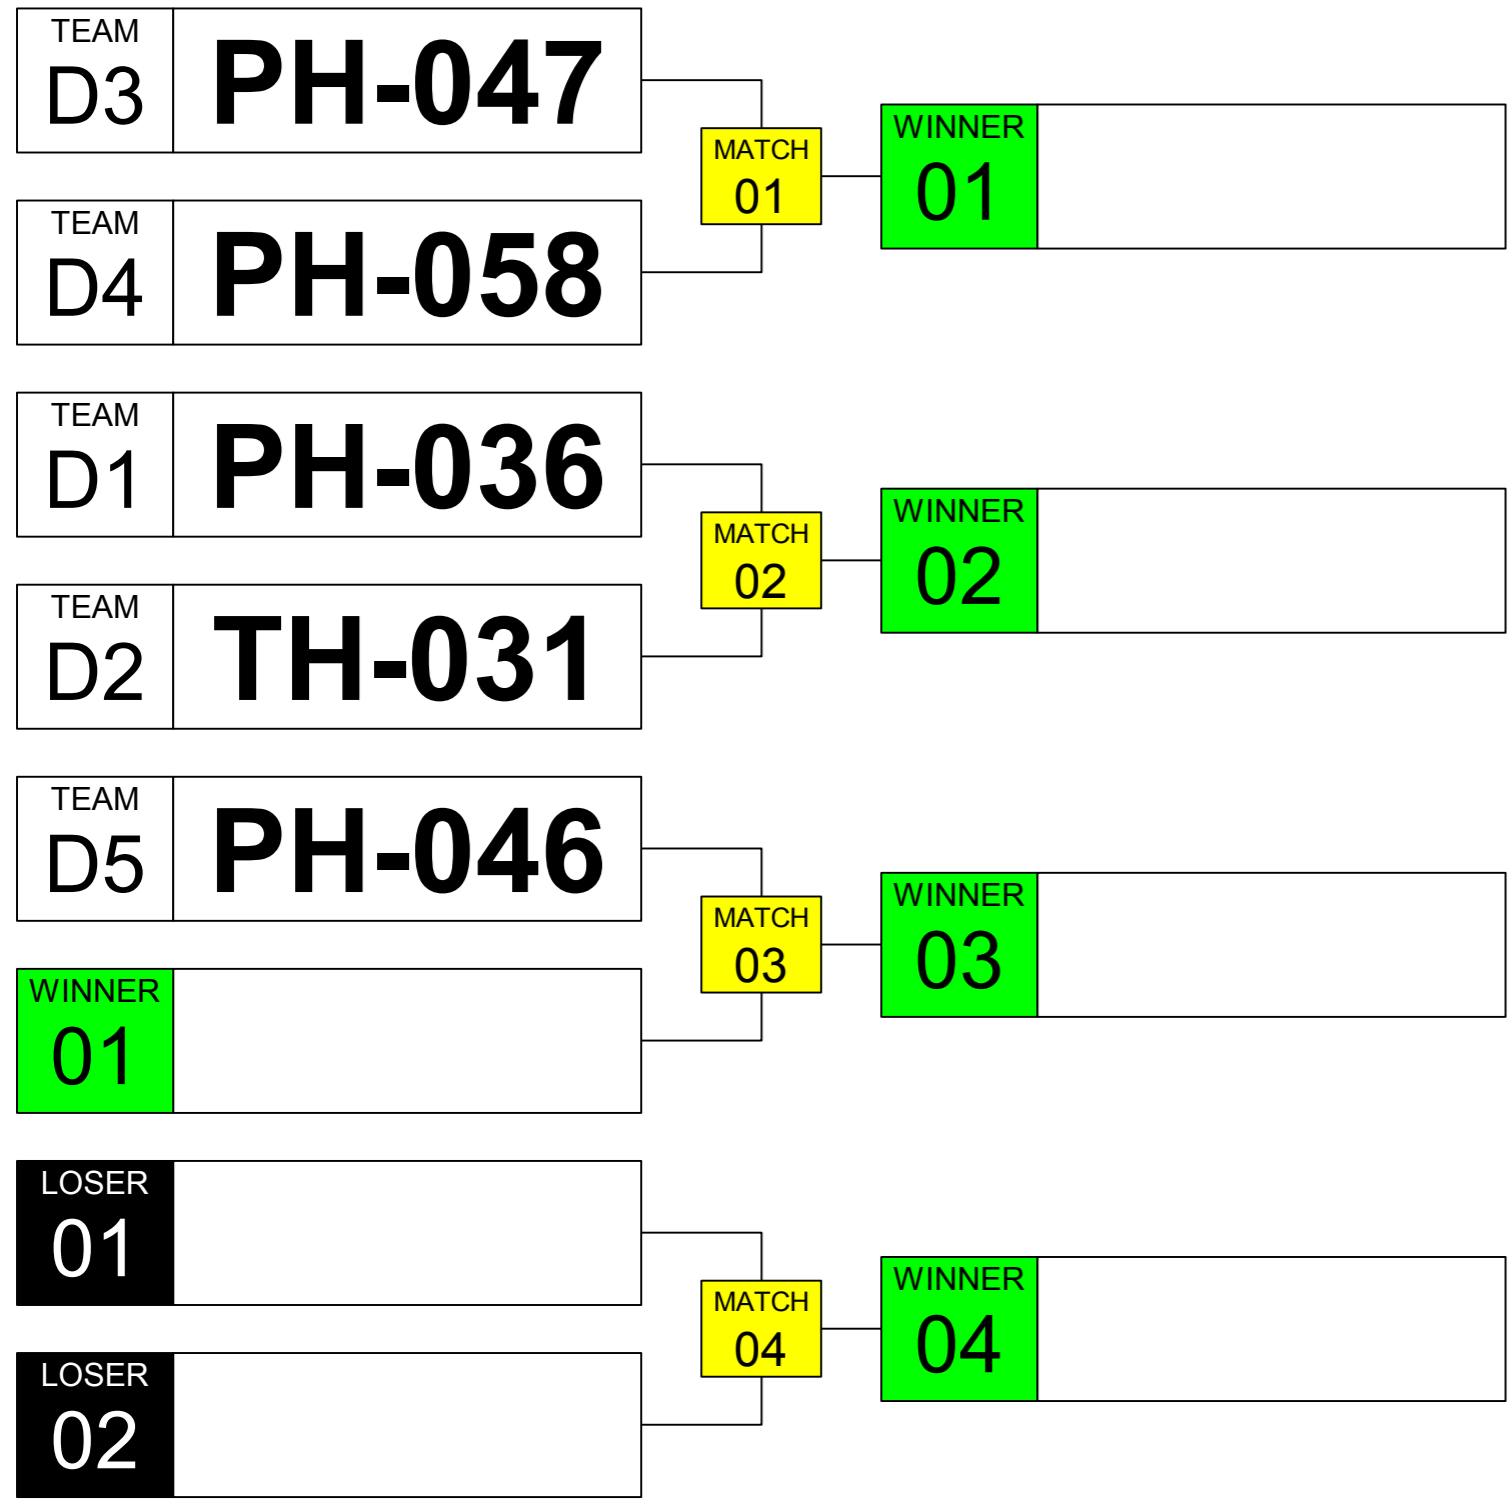 TEAM
D3
PH-047
TEAM
D4
PH-058
MATCH
01
WINNER
01
TEAM
D1
PH-036
TEAM
D2
TH-031
MATCH
02
WINNER
02
TEAM
D5
PH-046
WINNER
01
MATCH
03
WINNER
03
LOSER
01
LOSER
02
MATCH
04
WINNER
04